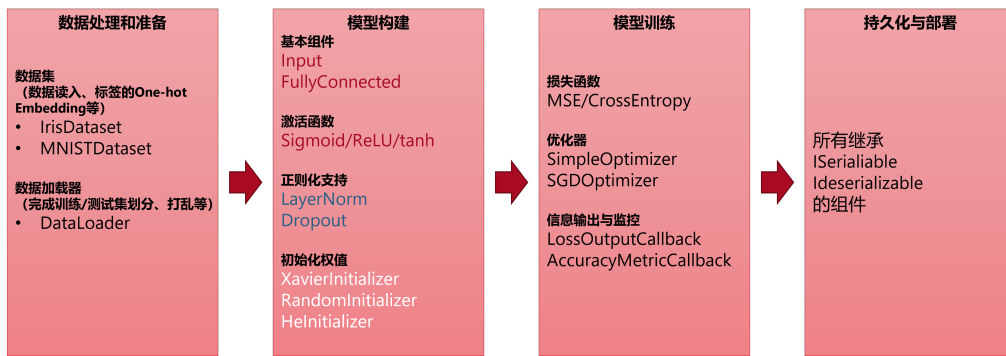 数据处理和准备
数据集
（数据读入、标签的One-hot
Embedding等）
• IrisDataset
• MNISTDataset
数据加载器
（完成训练/测试集划分、打乱等）
• DataLoader
模型构建
基本组件
Input
FullyConnected
激活函数
Sigmoid/ReLU/tanh
正则化支持
LayerNorm
Dropout
初始化权值
XavierInitializer
RandomInitializer
HeInitializer
模型训练
损失函数
MSE/CrossEntropy
优化器
SimpleOptimizer
SGDOptimizer
信息输出与监控
LossOutputCallback
AccuracyMetricCallback
持久化与部署
所有继承
ISerialiable
Ideserializable
的组件